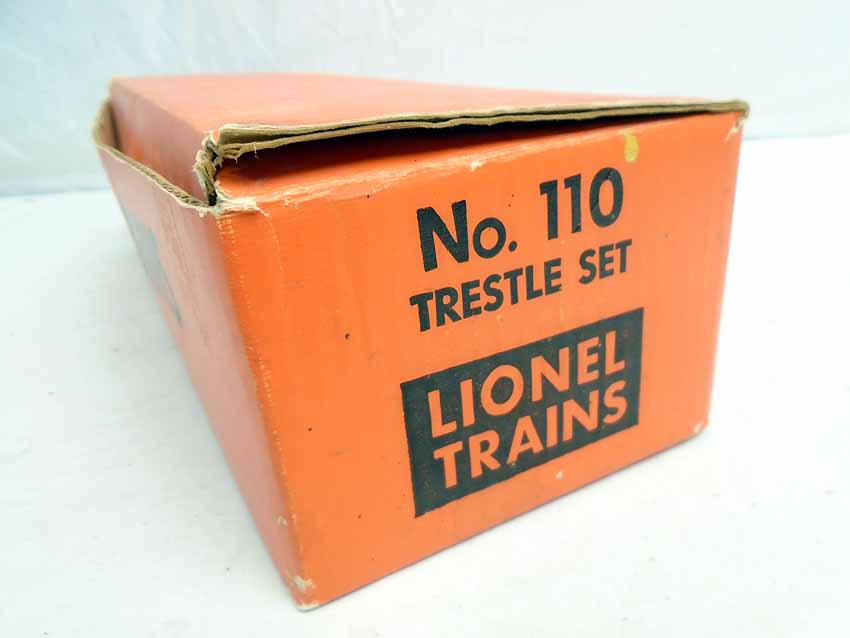 No. 110
TRESTLE SET
LIONEL
TRAINS